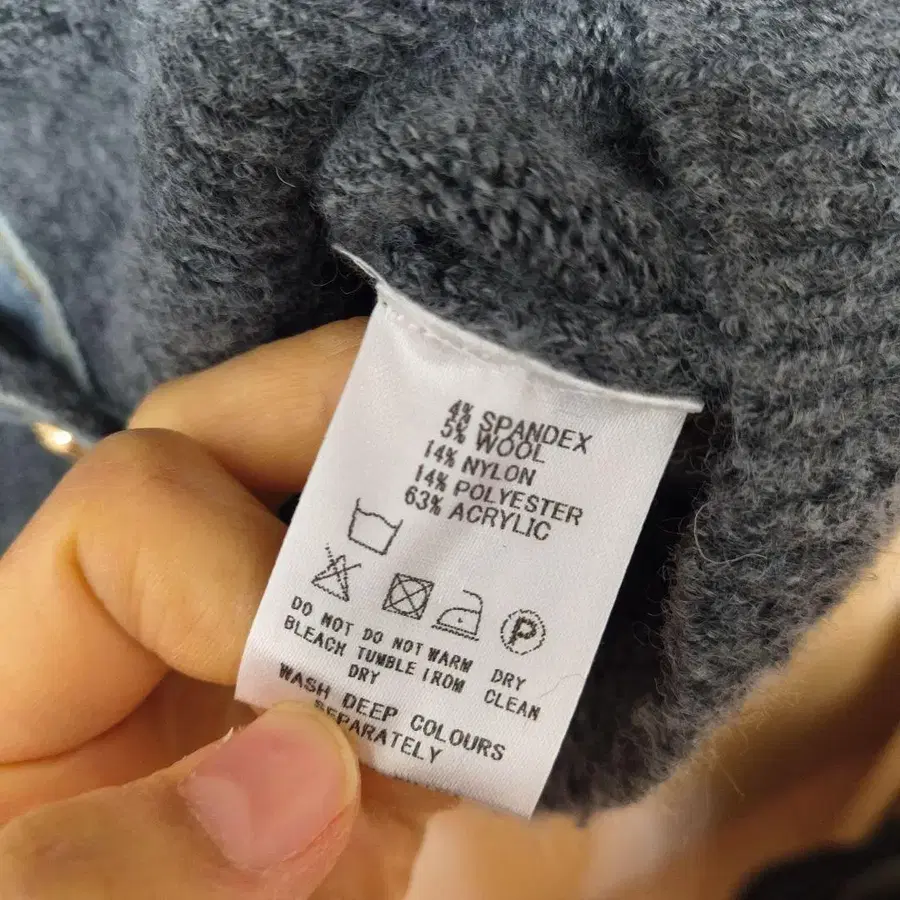 4% SPANDEX
5% WOOL
14% NYLON
14% POLYESTER
63% ACRYLIC
P
DO NOT DO NOT WARM DRY
BLEACH TUMBLE IROM CLEAN
DRY
WASH DEEP COLOURS
SEPARATELY